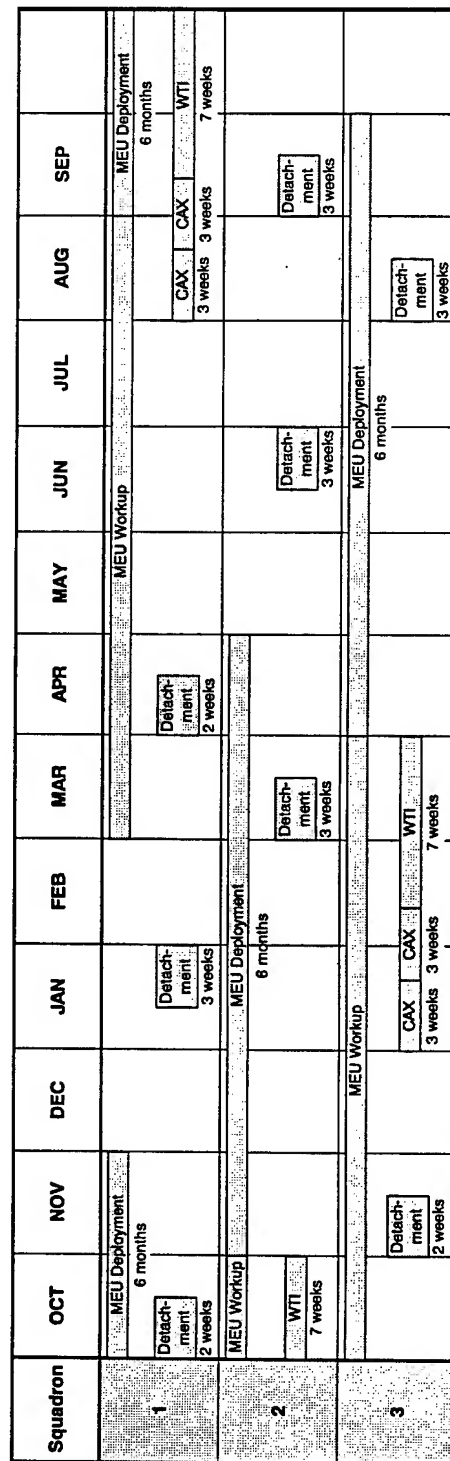 Squadron OCT NOV DEC JAN FEB MAR APR MAY JUN JUL AUG SEP
1
MEU Deployment
6 months
MEU Workup
MEU Deployment
6 months
Detach-
ment
2 weeks
Detach-
ment
3 weeks
Detach-
ment
2 weeks
CAX CAX WTI
3 weeks 3 weeks 7 weeks
2
MEU Workup
MEU Deployment
6 months
WTI
7 weeks
Detach-
ment
3 weeks
Detach-
ment
3 weeks
Detach-
ment
3 weeks
3
MEU Workup
MEU Deployment
6 months
Detach-
ment
2 weeks
CAX CAX WTI
3 weeks 3 weeks 7 weeks
Detach-
ment
3 weeks